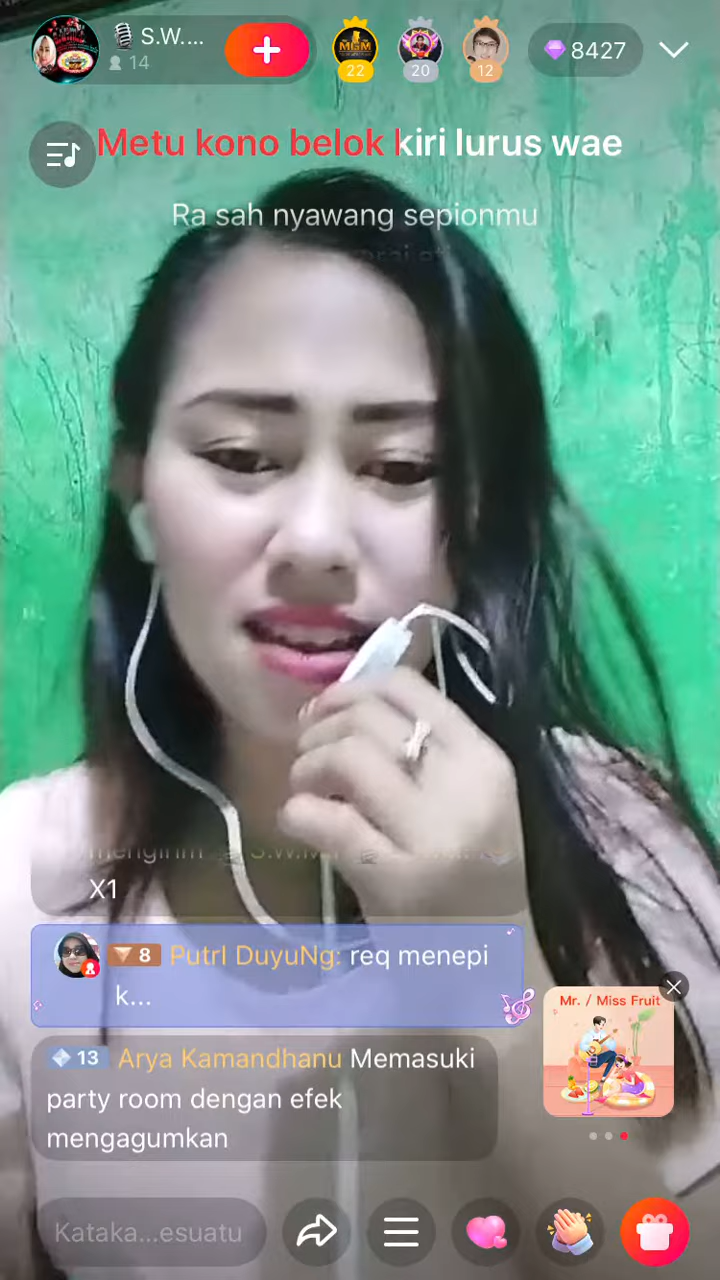 S.W....
14
MGM
22
20
12
8427
Metu kono belok kiri lurus wae
Ra sah nyawang sepionmu
X1
8 PutrI DuyuNg: req menepi
k...
13 Arya Kamandhanu Memasuki
party room dengan efek
mengagumkan
Mr. / Miss Fruit
Kataka...esuatu